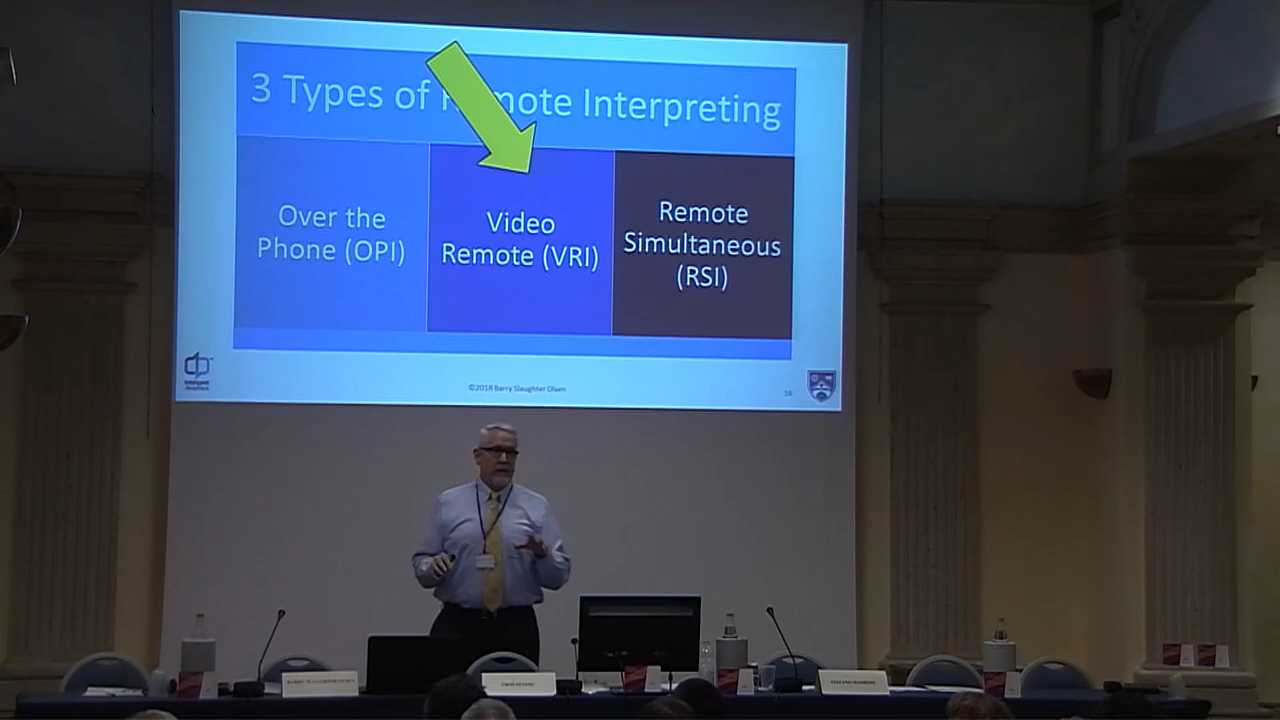 3 Types of Remote Interpreting
Over the
Phone (OPI)
Video
Remote (VRI)
Remote
Simultaneous
(RSI)
©2018 Barry Slaughter Olsen
16